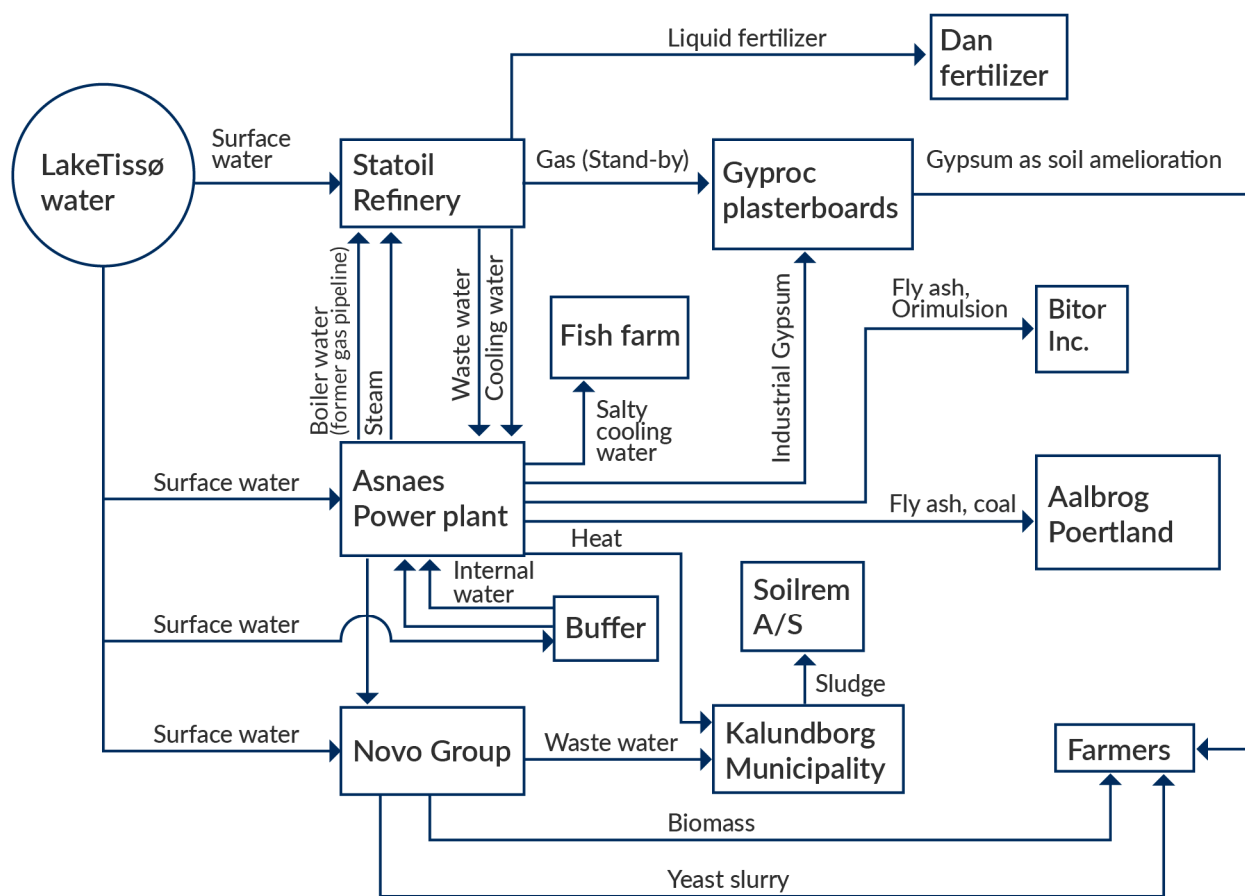 Liquid fertilizer
Dan
fertilizer
LakeTissø
water
Surface
water
Statoil
Refinery
Gas (Stand-by)
Gyproc
plasterboards
Gypsum as soil amelioration
Boiler water
(former gas pipeline)
Steam
Waste water
Cooling water
Fish farm
Salty
cooling
water
Industrial Gypsum
Fly ash,
Orimulsion
Bitor
Inc.
Surface water
Asnaes
Power plant
Fly ash, coal
Aalbrog
Poertland
Heat
Internal
water
Surface water
Buffer
Soilrem
A/S
Sludge
Surface water
Novo Group
Waste water
Kalundborg
Municipality
Farmers
Biomass
Yeast slurry